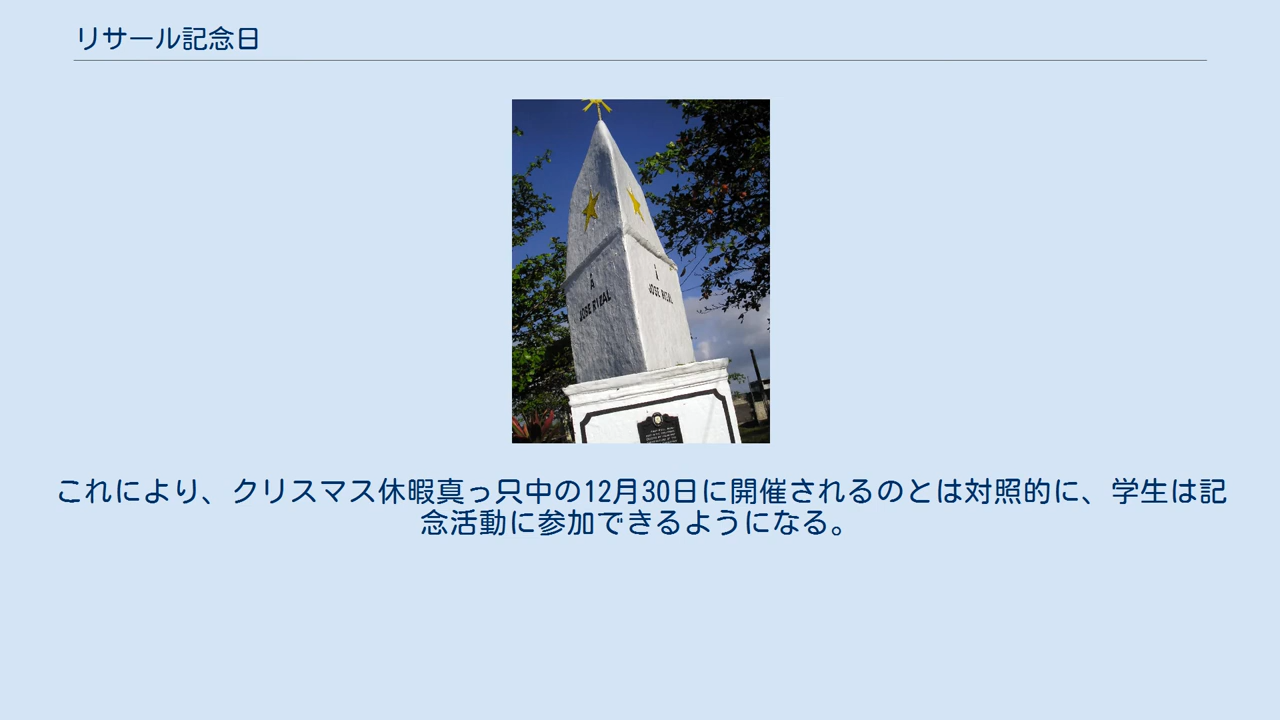 リサール記念日
Á
JOSE RIZAL
JOSE RIZAL
これにより、クリスマス休暇真っ只中の12月30日に開催されるのとは対照的に、学生は記
念活動に参加できるようになる。